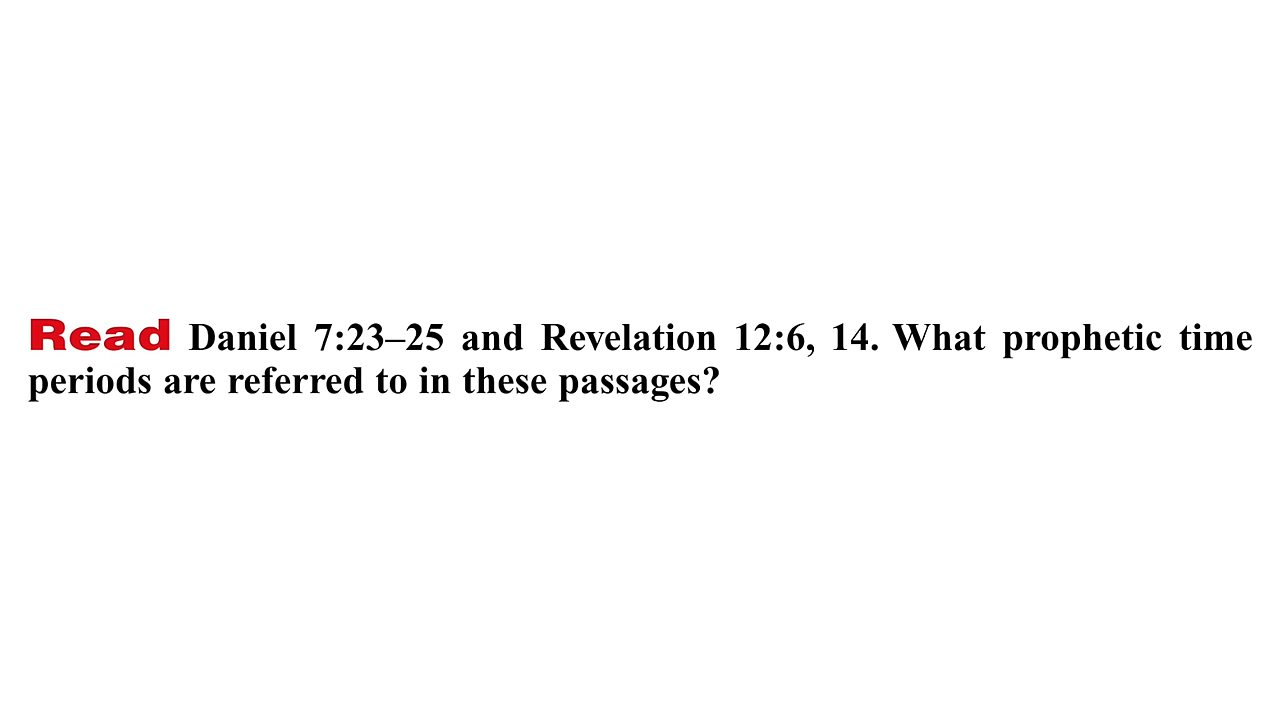 Read Daniel 7:23–25 and Revelation 12:6, 14. What prophetic time
periods are referred to in these passages?